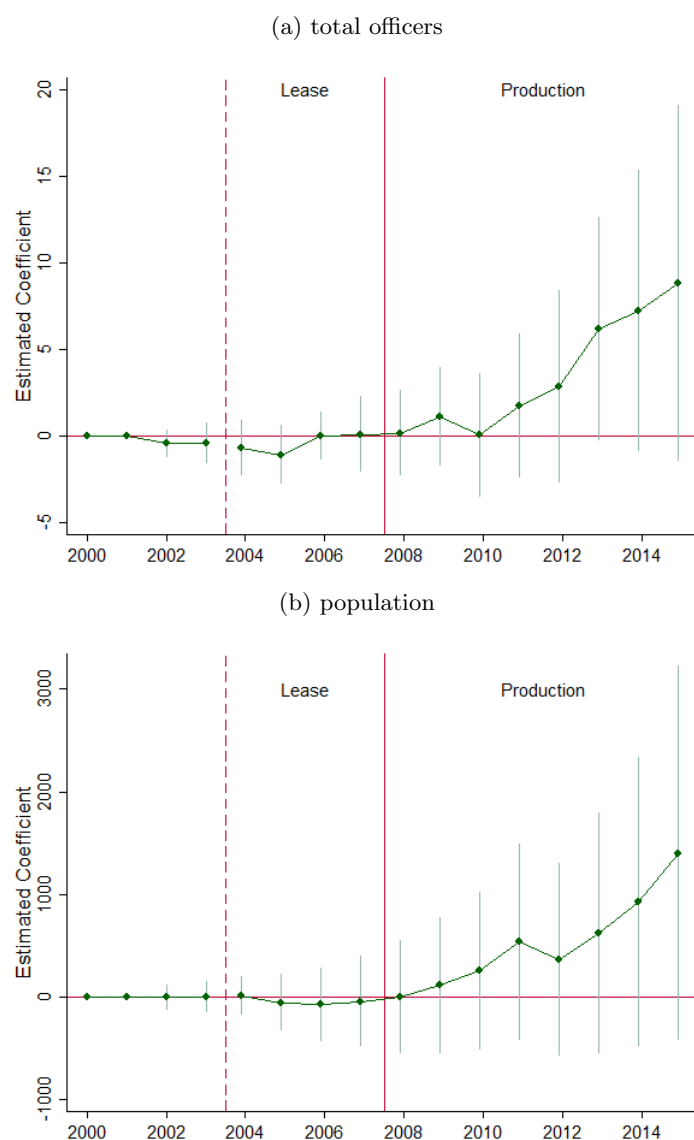 (a) total officers
Lease Production
Estimated Coefficient
20
15
10
5
0
-5
2000 2002 2004 2006 2008 2010 2012 2014
(b) population
Lease Production
Estimated Coefficient
3000
2000
1000
0
-1000
2000 2002 2004 2006 2008 2010 2012 2014